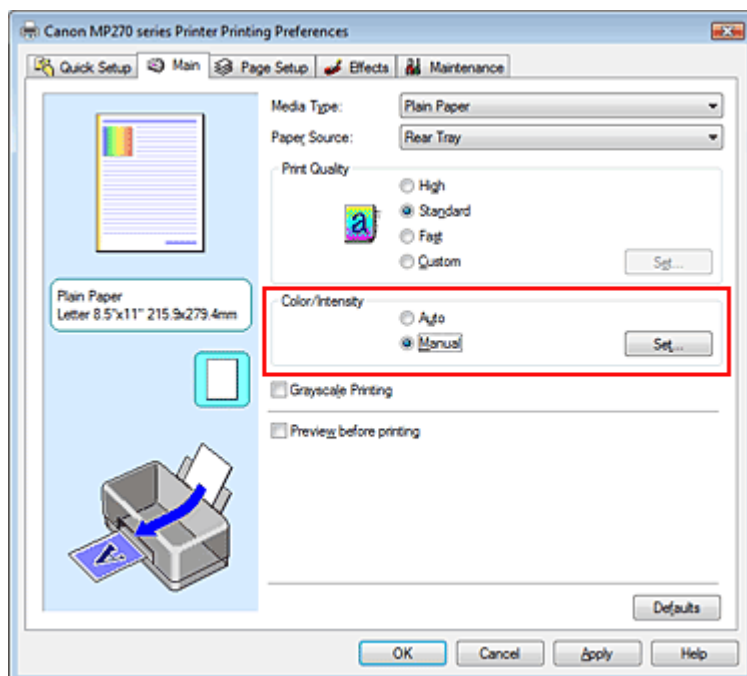 Canon MP270 series Printer Printing Preferences
Quick Setup Main Page Setup Effects Maintenance
Media Type: Plain Paper
Paper Source: Rear Tray
Print Quality
High
a Standard
Fast
Custom Set...
Plain Paper
Letter 8.5"x11" 215.9x279.4mm
Color/Intensity
Auto
Manual Set...
Grayscale Printing
Preview before printing
Defaults
OK Cancel Apply Help